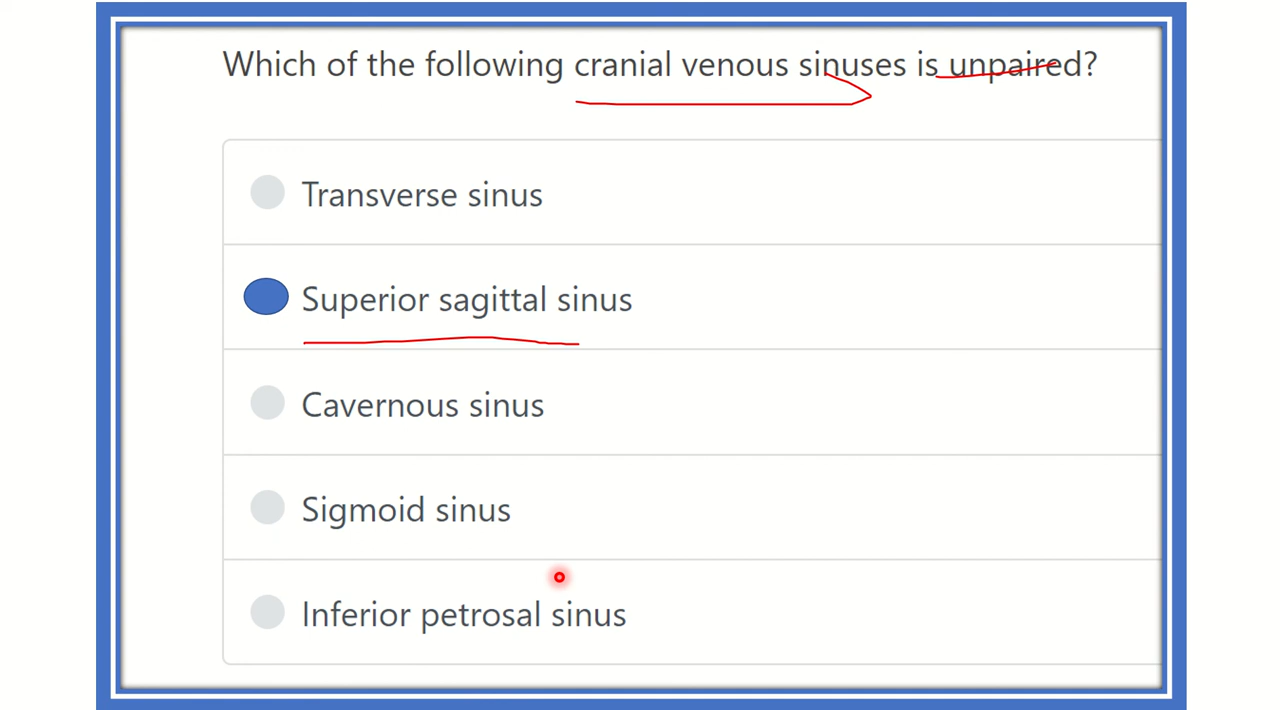 Which of the following cranial venous sinuses is unpaired?
Transverse sinus
Superior sagittal sinus
Cavernous sinus
Sigmoid sinus
Inferior petrosal sinus